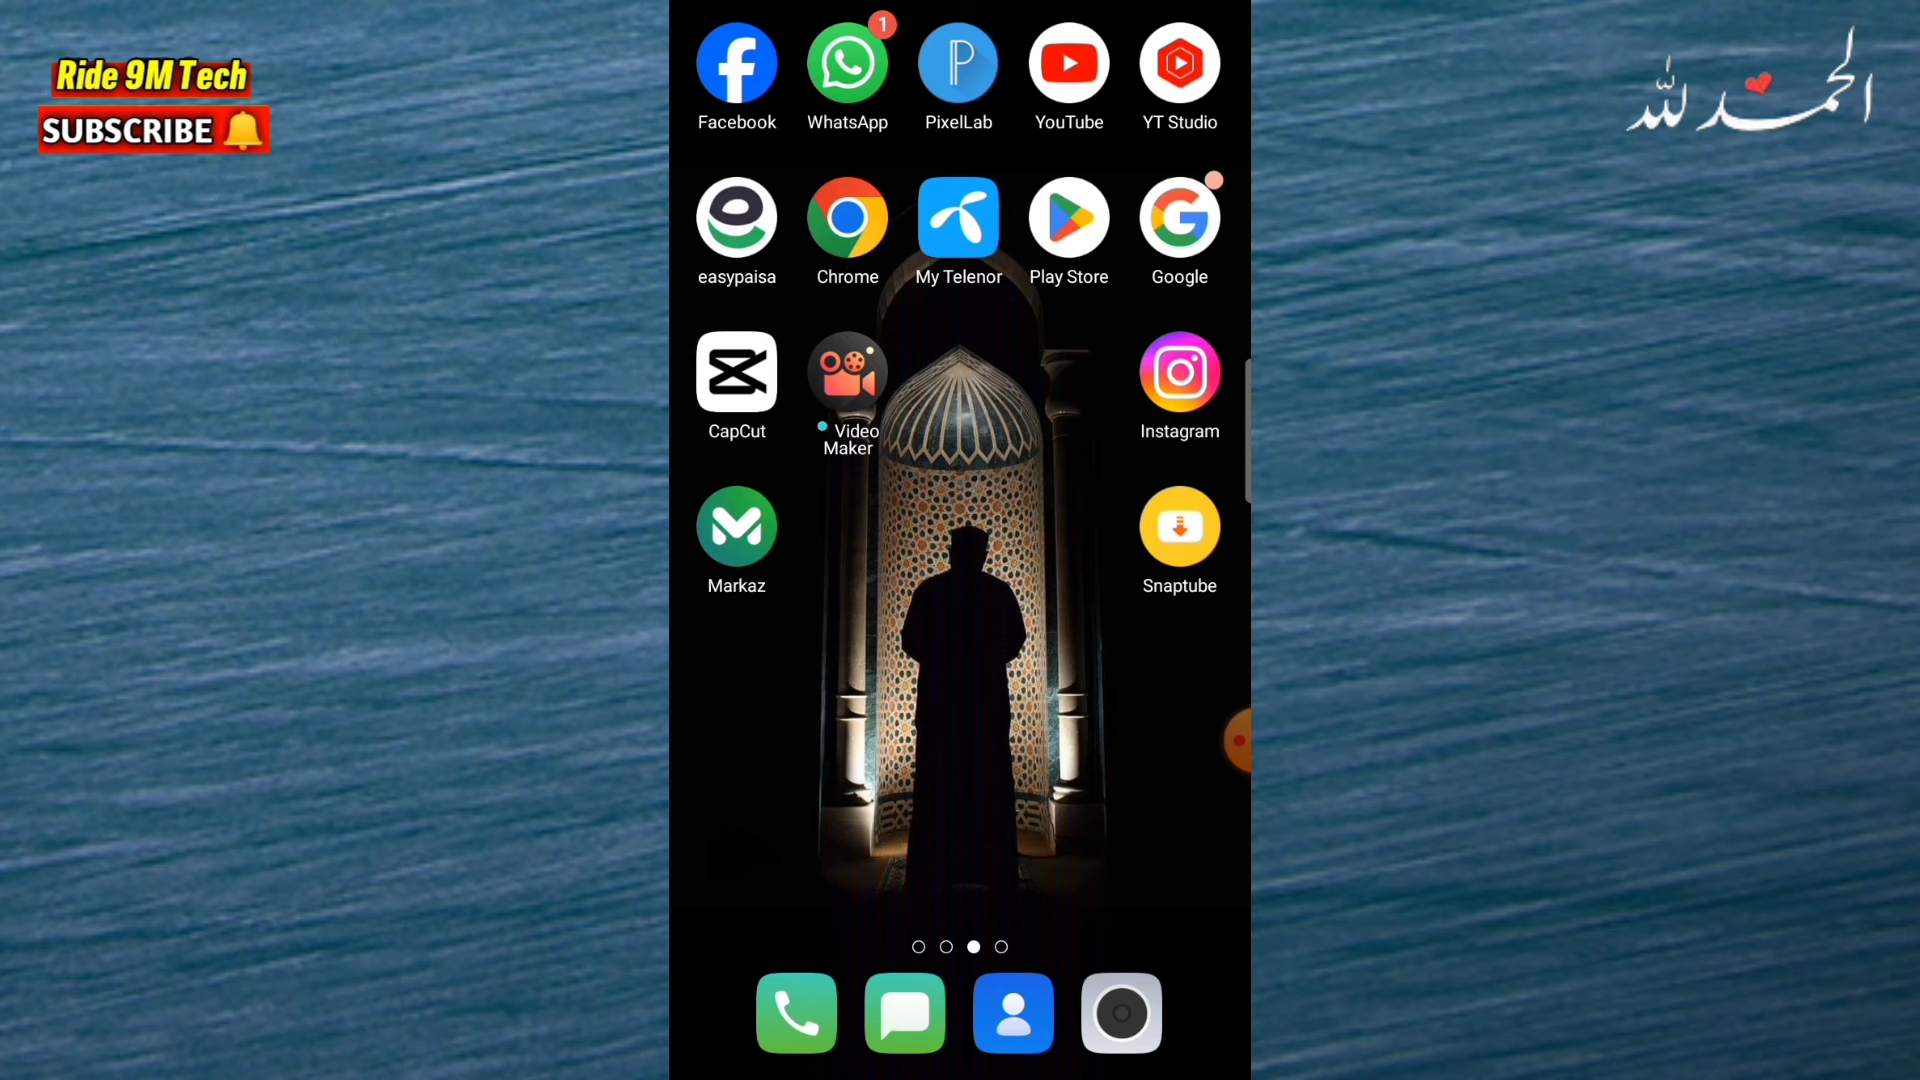 Ride 9M Tech
SUBSCRIBE
الحمد لله
1
Facebook
WhatsApp
PixelLab
YouTube
YT Studio
easypaisa
Chrome
My Telenor
Play Store
Google
CapCut
Video
Maker
Instagram
Markaz
Snaptube